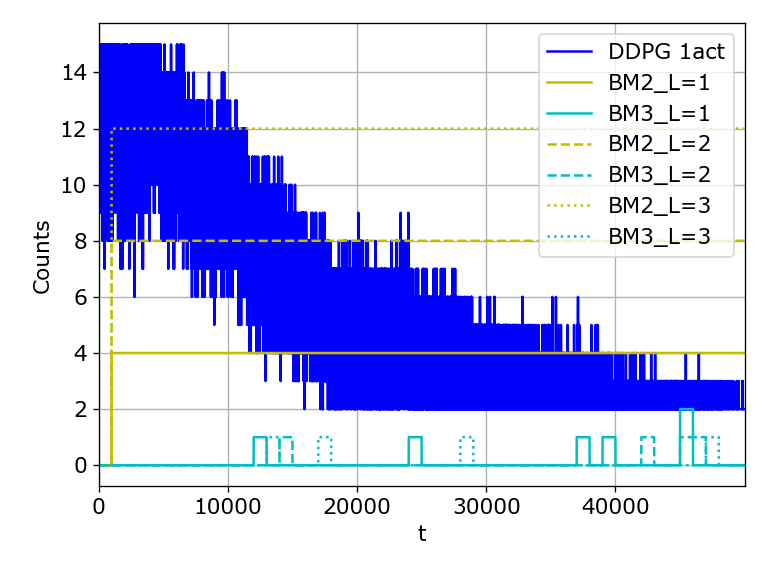 DDPG 1act
BM2_L=1
BM3_L=1
BM2_L=2
BM3_L=2
BM2_L=3
BM3_L=3
14
12
10
8
6
4
2
0
Counts
0 10000 20000 30000 40000
t